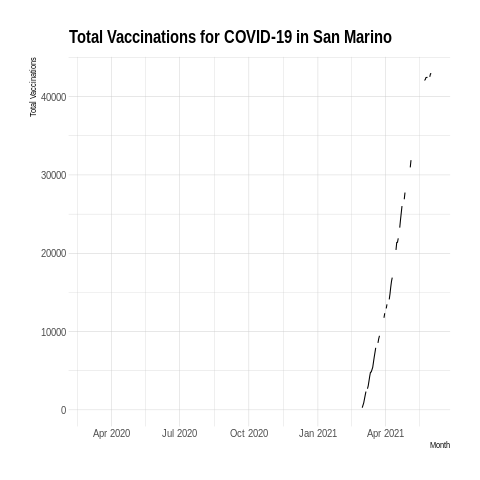 Total Vaccinations for COVID-19 in San Marino
Total Vaccinations
40000
30000
20000
10000
0
Apr 2020 Jul 2020 Oct 2020 Jan 2021 Apr 2021
Month